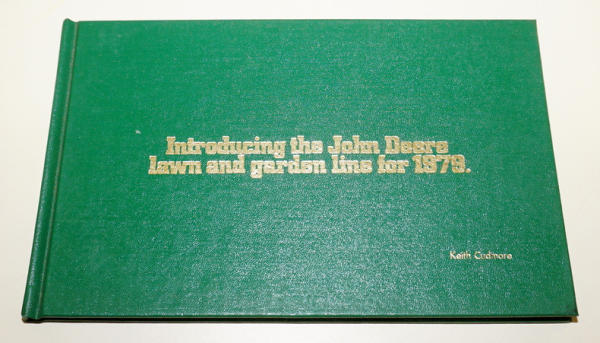 Introducing the John Deere
lawn and garden line for 1979.
Keith Cudmore